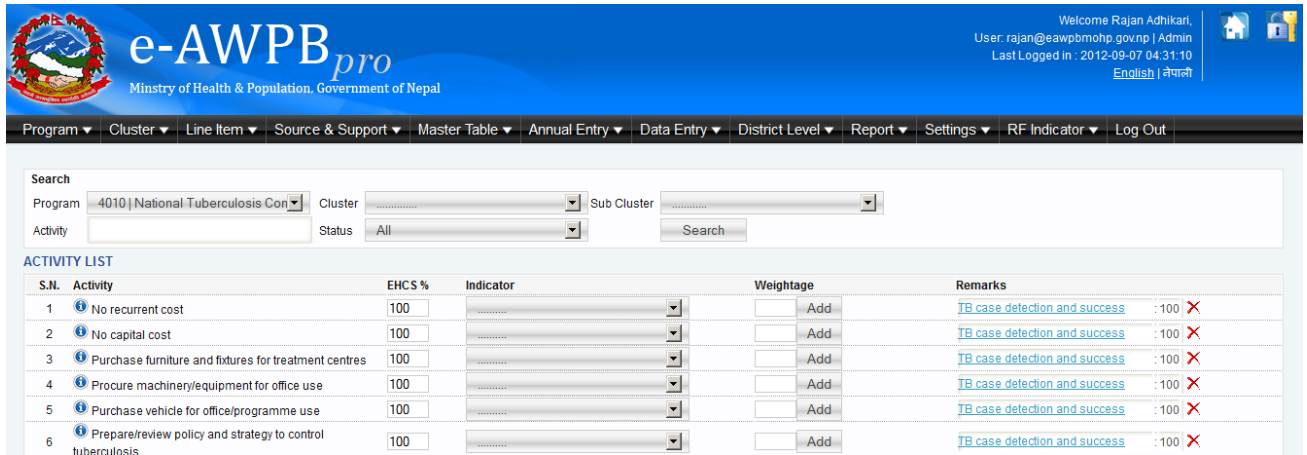 Welcome Rajan Adhikari,
User: rajan@eawpbmohp.gov.np | Admin
Last Logged in : 2012-09-07 04:31:10
English | नेपाली
e-AWPB pro
Minstry of Health & Population, Government of Nepal
Program Cluster Line Item Source & Support Master Table Annual Entry Data Entry District Level Report Settings RF Indicator Log Out
Search
Program 4010 | National Tuberculosis Con Cluster .............. Sub Cluster ............
Activity Status All Search
ACTIVITY LIST
S.N. Activity EHCS % Indicator Weightage Remarks
1 No recurrent cost 100 .......... Add TB case detection and success : 100
2 No capital cost 100 .......... Add TB case detection and success : 100
3 Purchase furniture and fixtures for treatment centres 100 .......... Add TB case detection and success : 100
4 Procure machinery/equipment for office use 100 .......... Add TB case detection and success : 100
5 Purchase vehicle for office/programme use 100 .......... Add TB case detection and success : 100
6 Prepare/review policy and strategy to control 100 .......... Add TB case detection and success : 100
tuberculosis